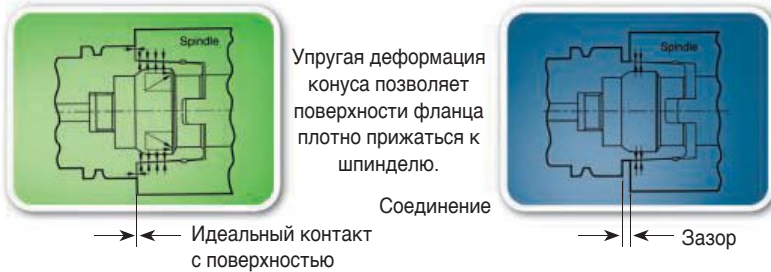 Spindle
Упругая деформация
конуса позволяет
поверхности фланца
плотно прижаться к
шпинделю.
Spindle
Соединение
Идеальный контакт
с поверхностью
Зазор